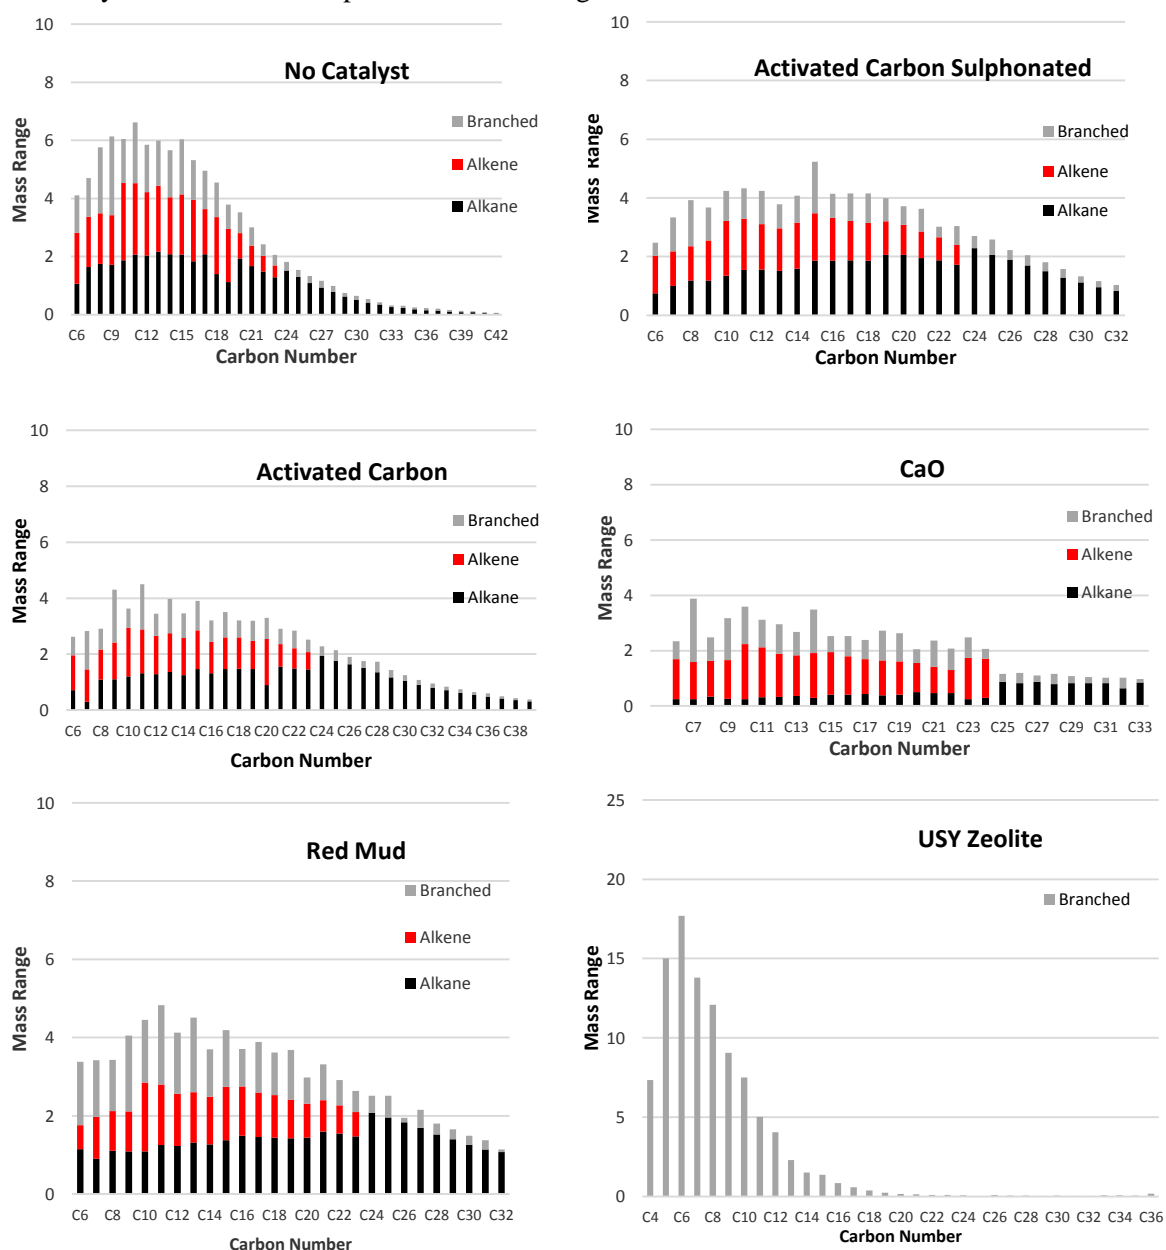 No Catalyst
10
8
6
4
2
0
Mass Range
Branched
Alkene
Alkane
C6 C9 C12 C15 C18 C21 C24 C27 C30 C33 C36 C39 C42
Carbon Number
Activated Carbon Sulphonated
10
8
6
4
2
0
Mass Range
Branched
Alkene
Alkane
C6 C8 C10 C12 C14 C16 C18 C20 C22 C24 C26 C28 C30 C32
Carbon Number
Activated Carbon
10
8
6
4
2
0
Mass Range
Branched
Alkene
Alkane
C6 C8 C10 C12 C14 C16 C18 C20 C22 C24 C26 C28 C30 C32 C34 C36 C38
Carbon Number
CaO
10
8
6
4
2
0
Mass Range
Branched
Alkene
Alkane
C7 C9 C11 C13 C15 C17 C19 C21 C23 C25 C27 C29 C31 C33
Carbon Number
Red Mud
10
8
6
4
2
0
Mass Range
Branched
Alkene
Alkane
C6 C8 C10 C12 C14 C16 C18 C20 C22 C24 C26 C28 C30 C32
Carbon Number
USY Zeolite
25
20
15
10
5
0
Mass Range
Branched
C4 C6 C8 C10 C12 C14 C16 C18 C20 C22 C24 C26 C28 C30 C32 C34 C36
Carbon Number